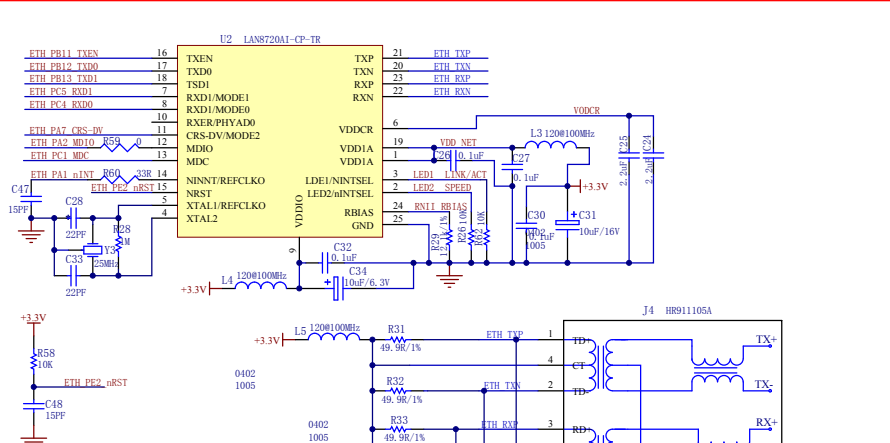 U2 LAN8720AI-CP-TR
ETH PB11 TXEN 16 TXEN TXP 21 ETH TXP
ETH PB12 TXD0 17 TXD0 TXN 20 ETH TXN
ETH PB13 TXD1 18 TSD1 RXP 23 ETH RXP
ETH PC5 RXD1 7 RXD1/MODE1 RXN 22 ETH RXN
ETH PC4 RXD0 8 RXD1/MODE0
10 RXER/PHYAD0 VDDCR 6 VODCR
ETH PA7 CRS-DV 11 CRS-DV/MODE2
ETH PA2 MDIO R59 0 12 MDIO VDD1A 19 VDD NET L3 120@100MHz
ETH PC1 MDC 13 MDC VDD1A 1 C26 0.1uF C27 0.1uF
C25 2.2uF C24 2.2uF
ETH PA1 nINT R60 33R 14 NINNT/REFCLKO LDE1/NINTSEL 3 LED1 LINK/ACT
ETH PE2 nRST 15 NRST LED2/nINTSEL 2 LED2 SPEED
+3.3V
C47 15PF
5 XTAL1/REFCLKO RBIAS 24 RNII RBIAS
4 XTAL2 GND 25
VDDIO 9
C28 22PF
R28 1M
Y3 25MHz
C33 22PF
R29 12.1k/1%
R26 10K
R62 10K
C30 0.1uF
0402
1005
C31 10uF/16V
C32 0.1uF
C34 10uF/6.3V
+3.3V L4 120@100MHz
+3.3V
R58
10K
ETH PE2 nRST
C48
15PF
J4 HR911105A
+3.3V L5 120@100MHz R31 ETH TXP 1 TD+ TX+
49.9R/1%
4 CT
0402
1005
R32 ETH TXN 2 TD- TX-
49.9R/1%
0402
1005
R33 ETH RXP 3 RD+ RX+
49.9R/1%